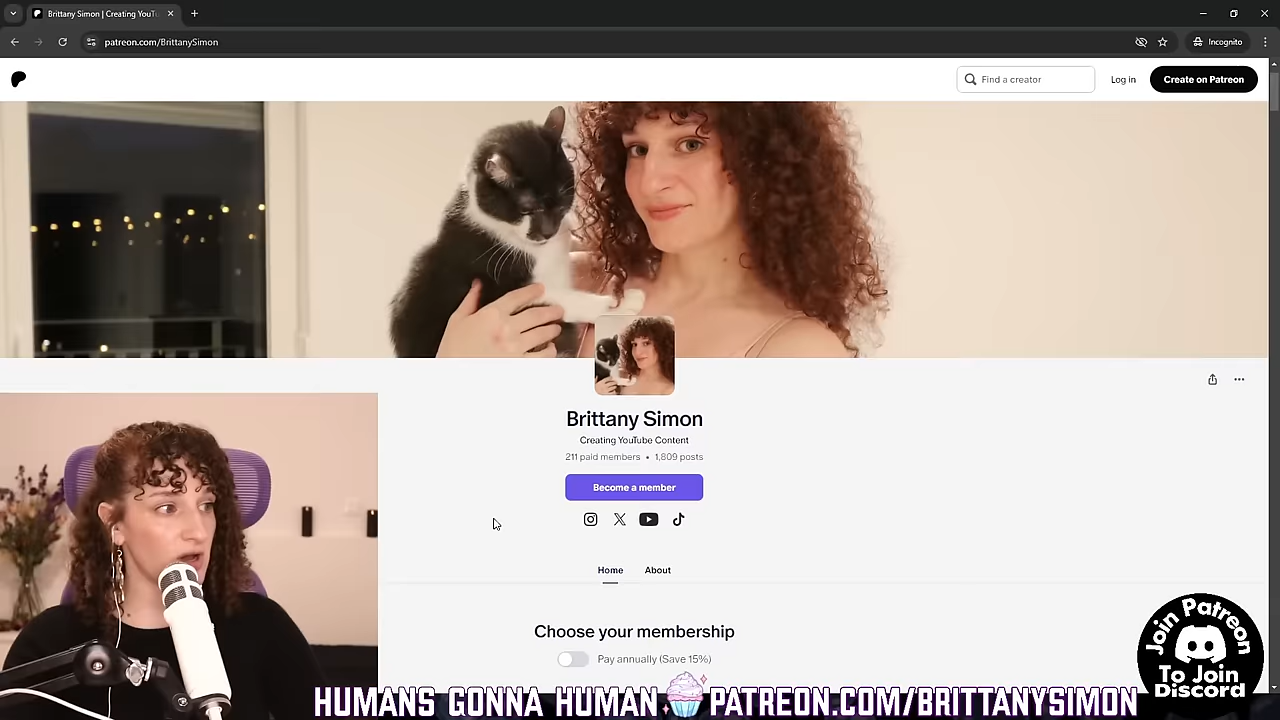 Brittany Simon | Creating YouTu
patreon.com/BrittanySimon
Incognito
Find a creator
Log in
Create on Patreon
Brittany Simon
Creating YouTube Content
211 paid members • 1,809 posts
Become a member
Home
About
Choose your membership
Pay annually (Save 15%)
Join Patreon
To Join
Discord
HUMANS GONNA HUMAN PATREON.COM/BRITTANYSIMON